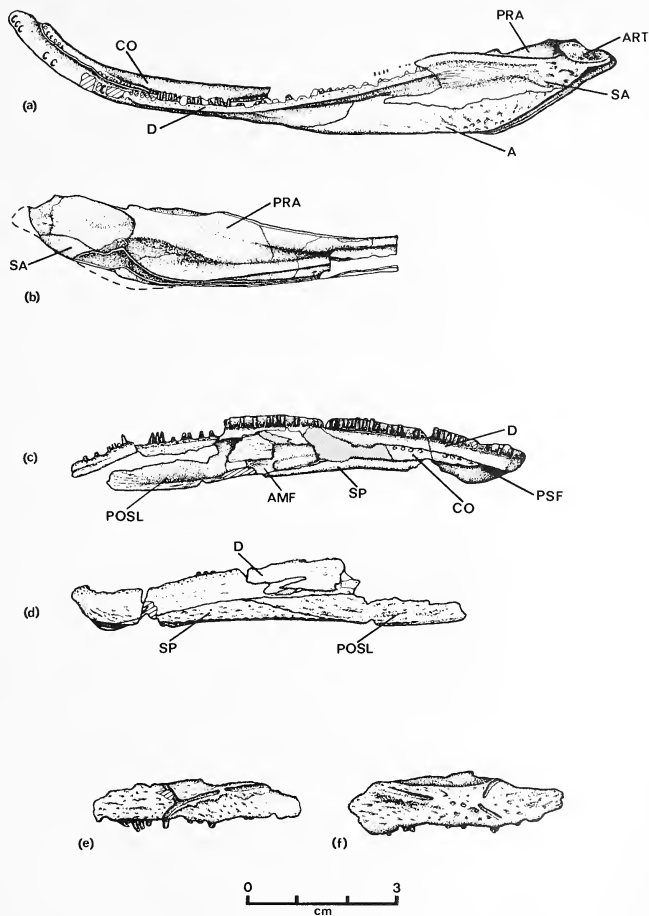 PRA
ART
CO
SA
(a)
D
A
PRA
SA
(b)
D
(c)
AMF
SP
CO
PSF
POSL
D
(d)
SP
POSL
(e)
(f)
0 3
cm